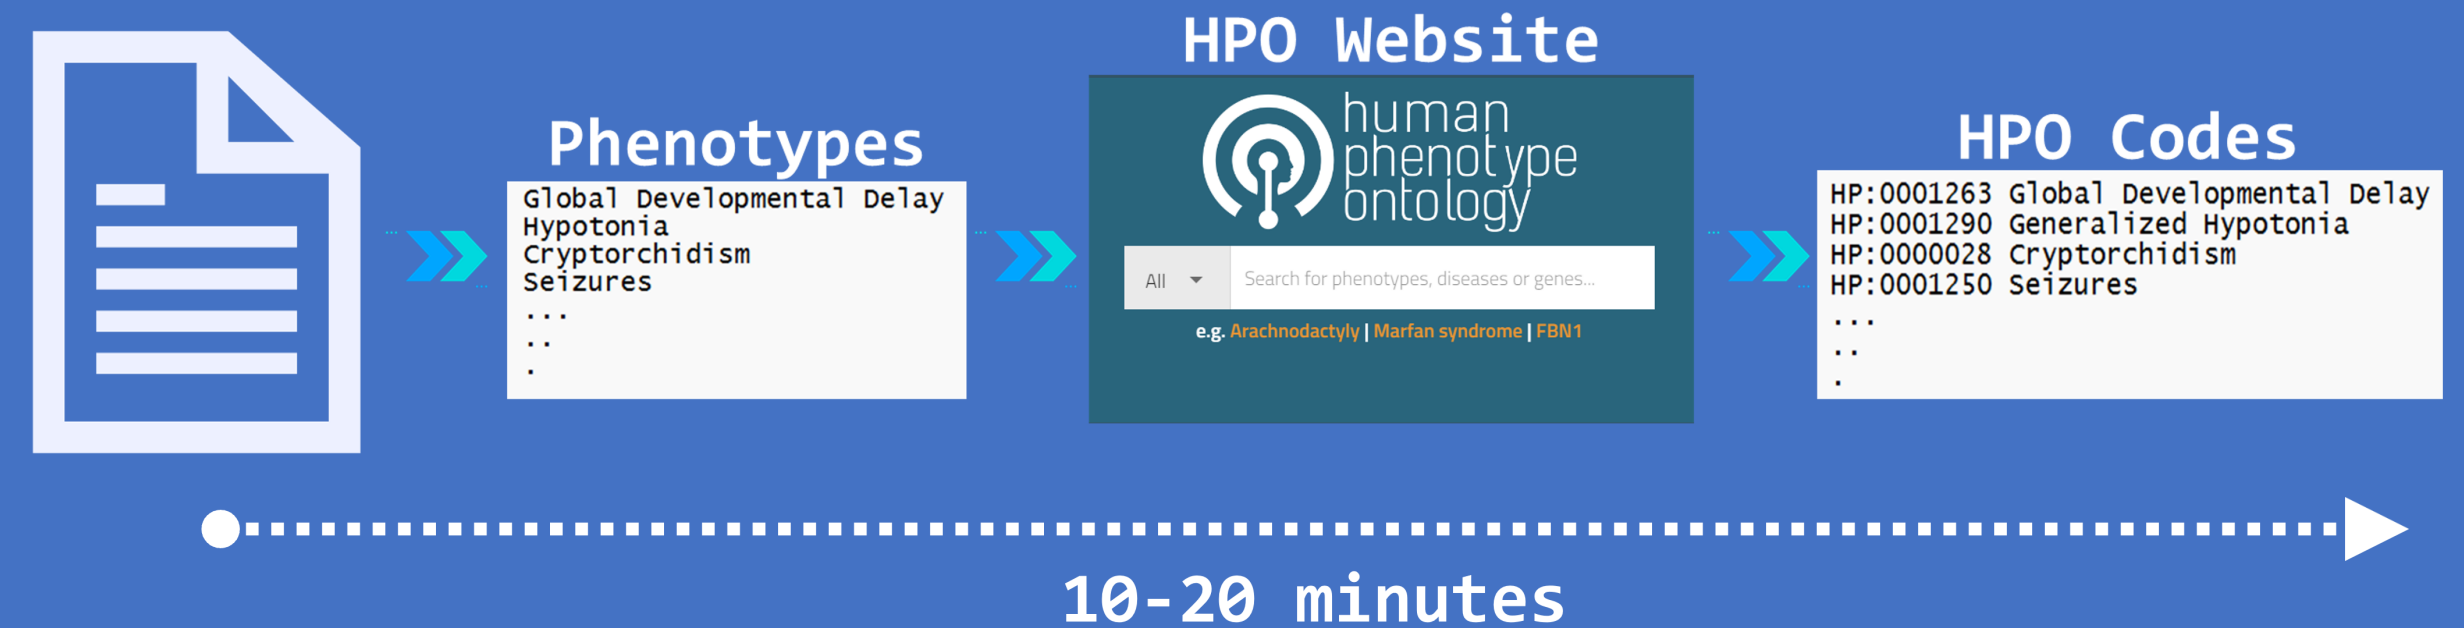 HPO Website
Phenotypes
Global Developmental Delay
Hypotonia
Cryptorchidism
Seizures
...
..
.
human
phenotype
ontology
All
Search for phenotypes, diseases or genes...
e.g. Arachnodactyly | Marfan syndrome | FBN1
HPO Codes
HP:0001263 Global Developmental Delay
HP:0001290 Generalized Hypotonia
HP:0000028 Cryptorchidism
HP:0001250 Seizures
...
..
.
10-20 minutes